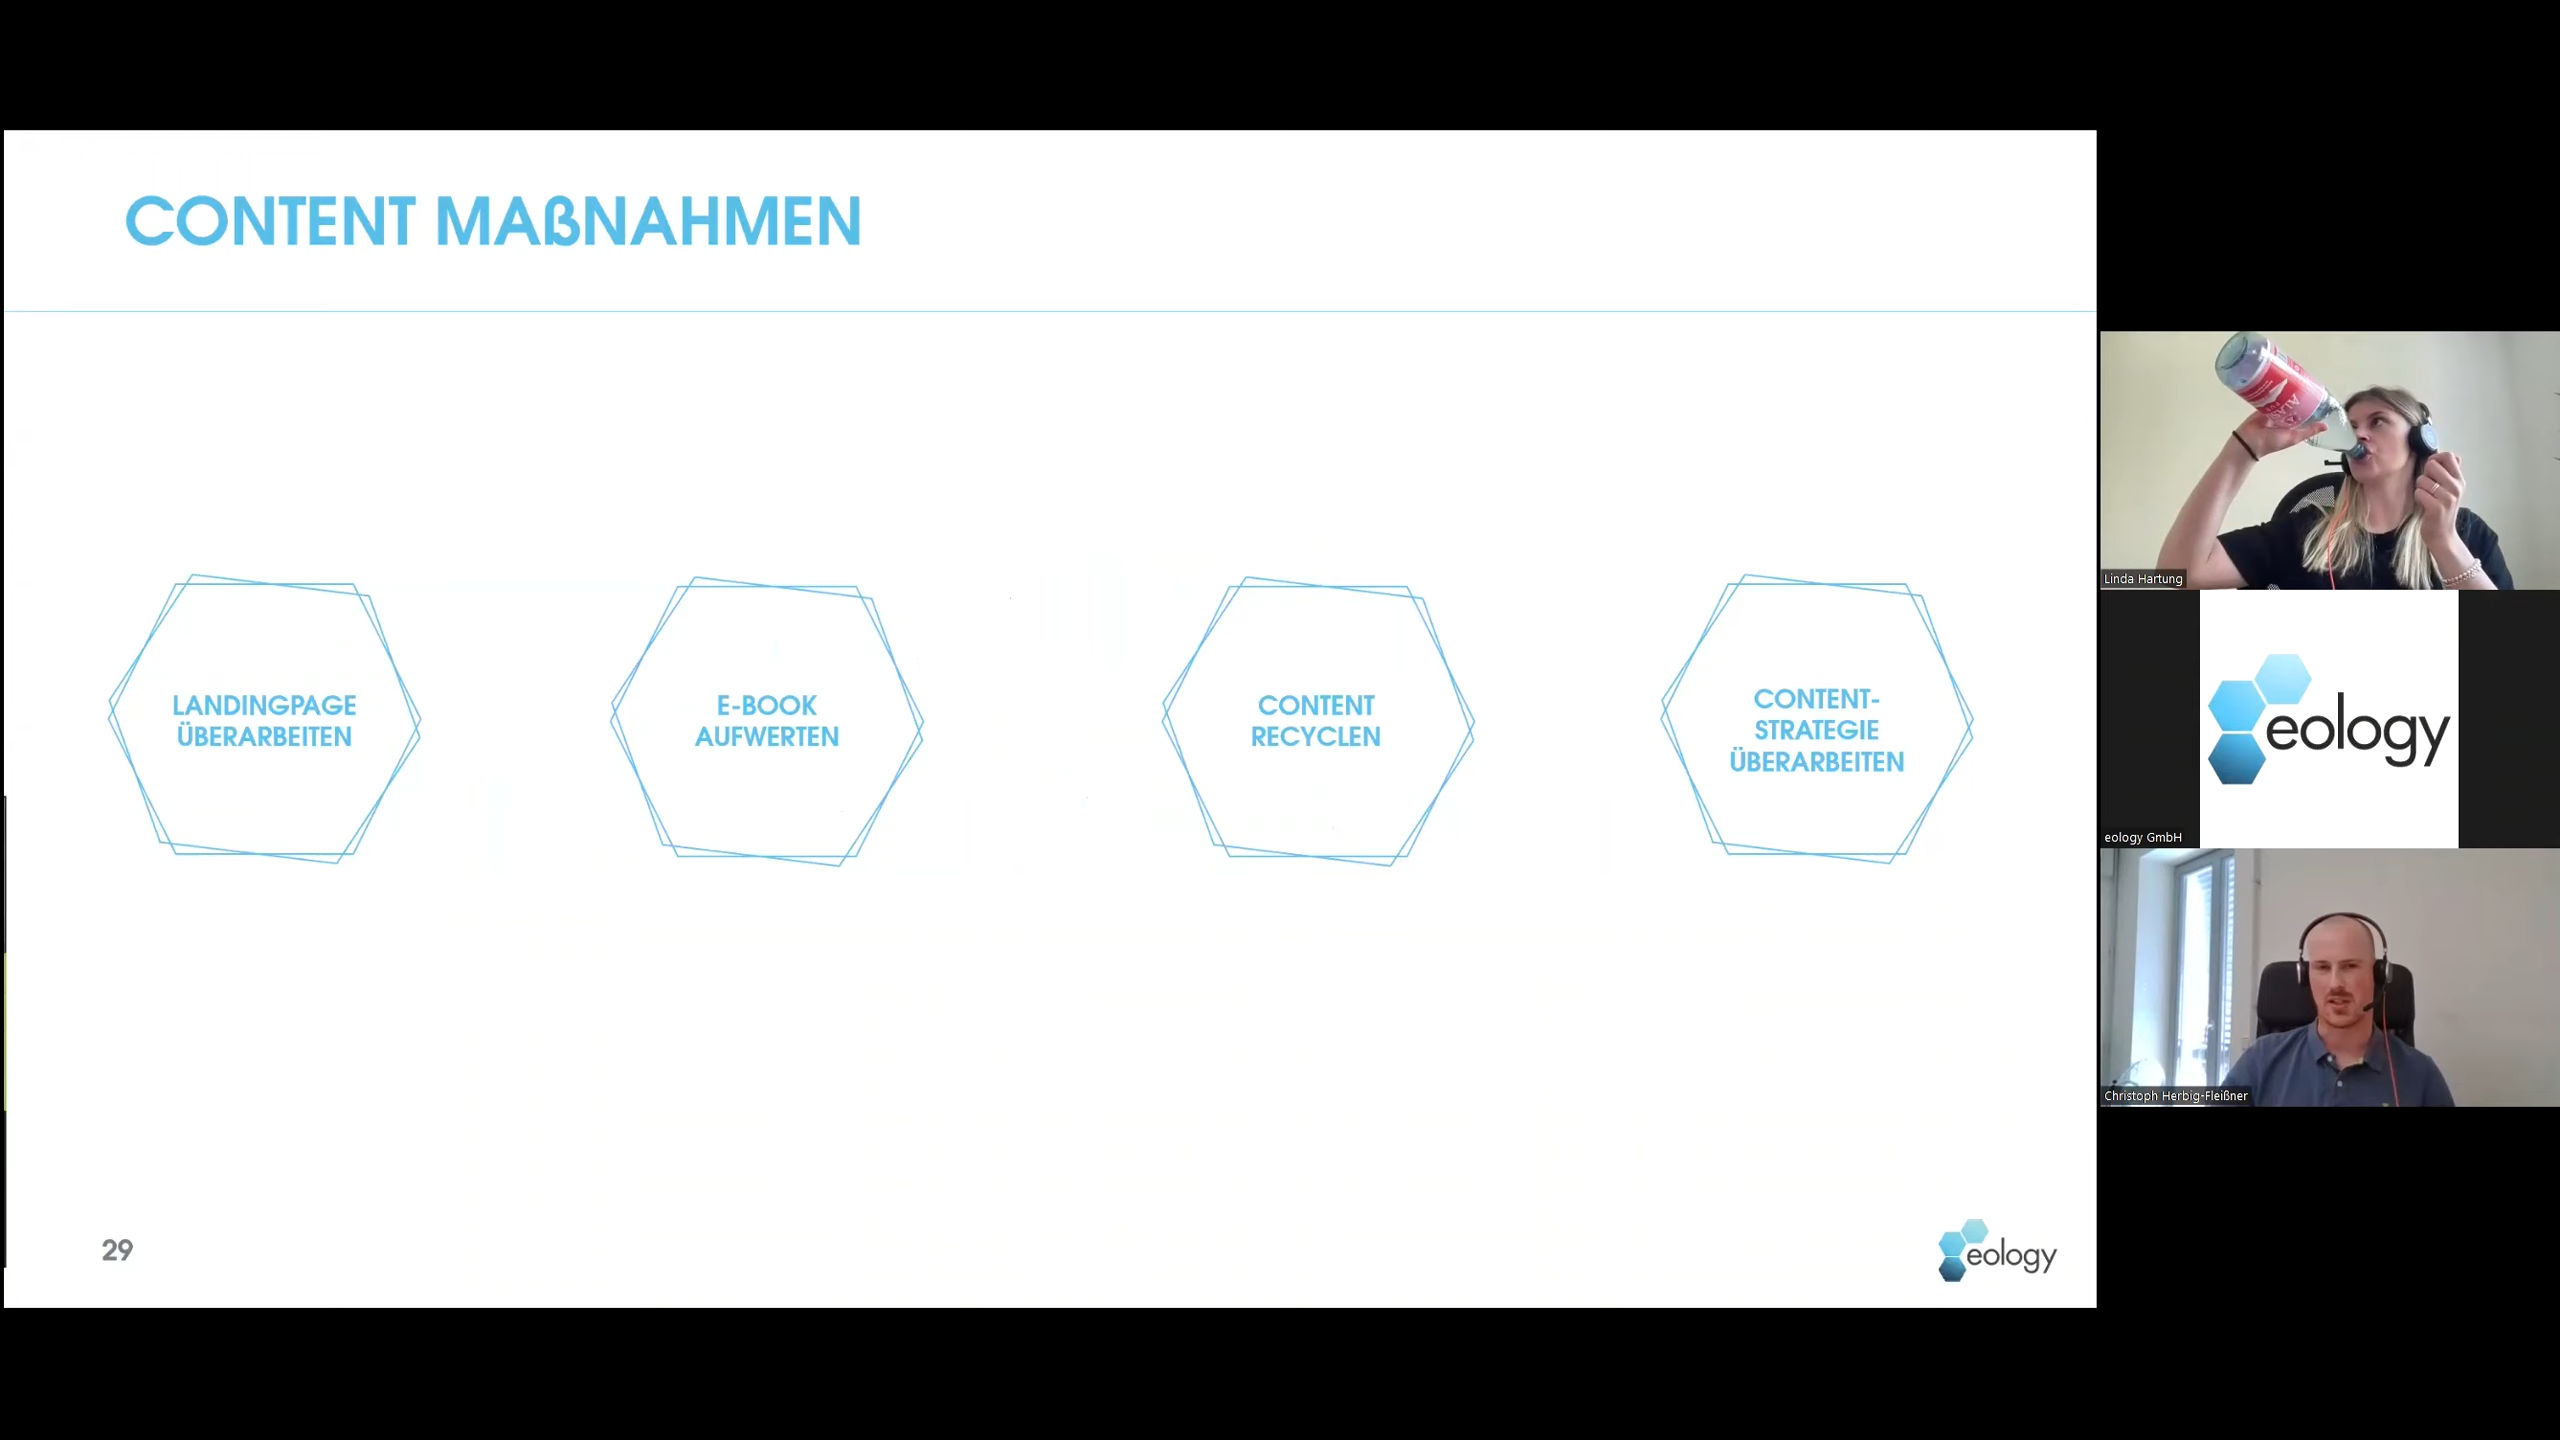 CONTENT MAßNAHMEN
LANDINGPAGE
ÜBERARBEITEN
E-BOOK
AUFWERTEN
CONTENT
RECYCLEN
CONTENT-
STRATEGIE
ÜBERARBEITEN
29
eology
Linda Hartung
eology
eology GmbH
Christoph Herbig-Fleißner